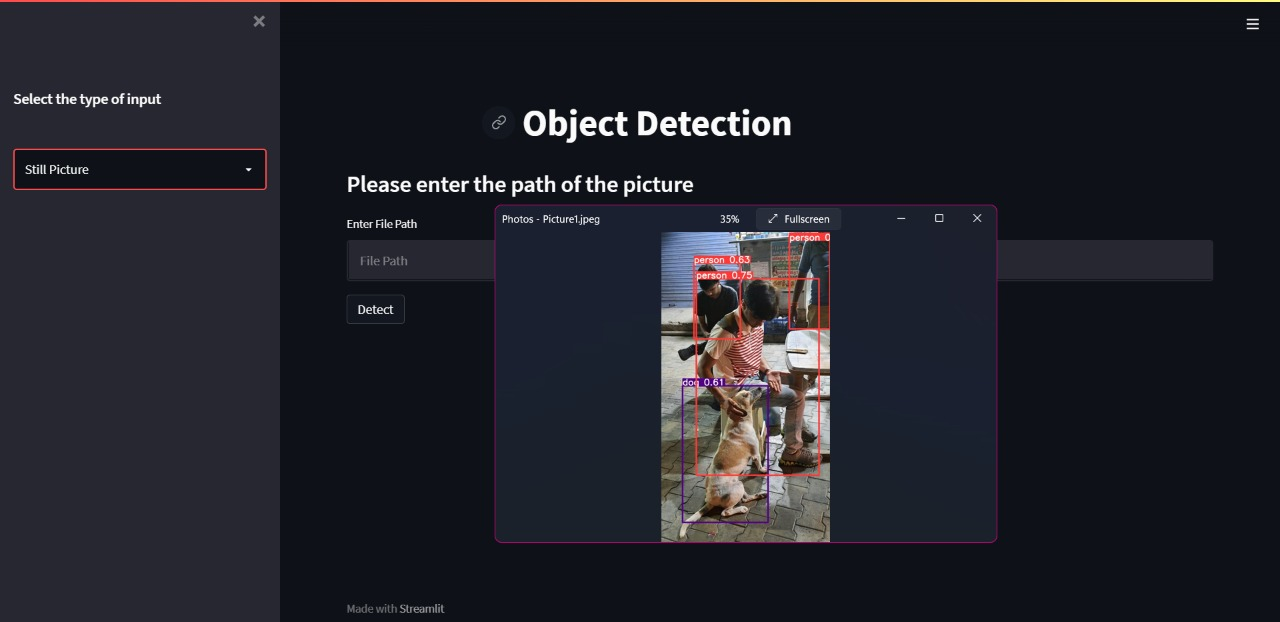 Select the type of input
Still Picture
Object Detection
Please enter the path of the picture
Enter File Path
File Path
Detect
Photos - Picture1.jpeg
35%
Fullscreen
person 0
person 0.63
person 0.75
dog 0.61
Made with Streamlit